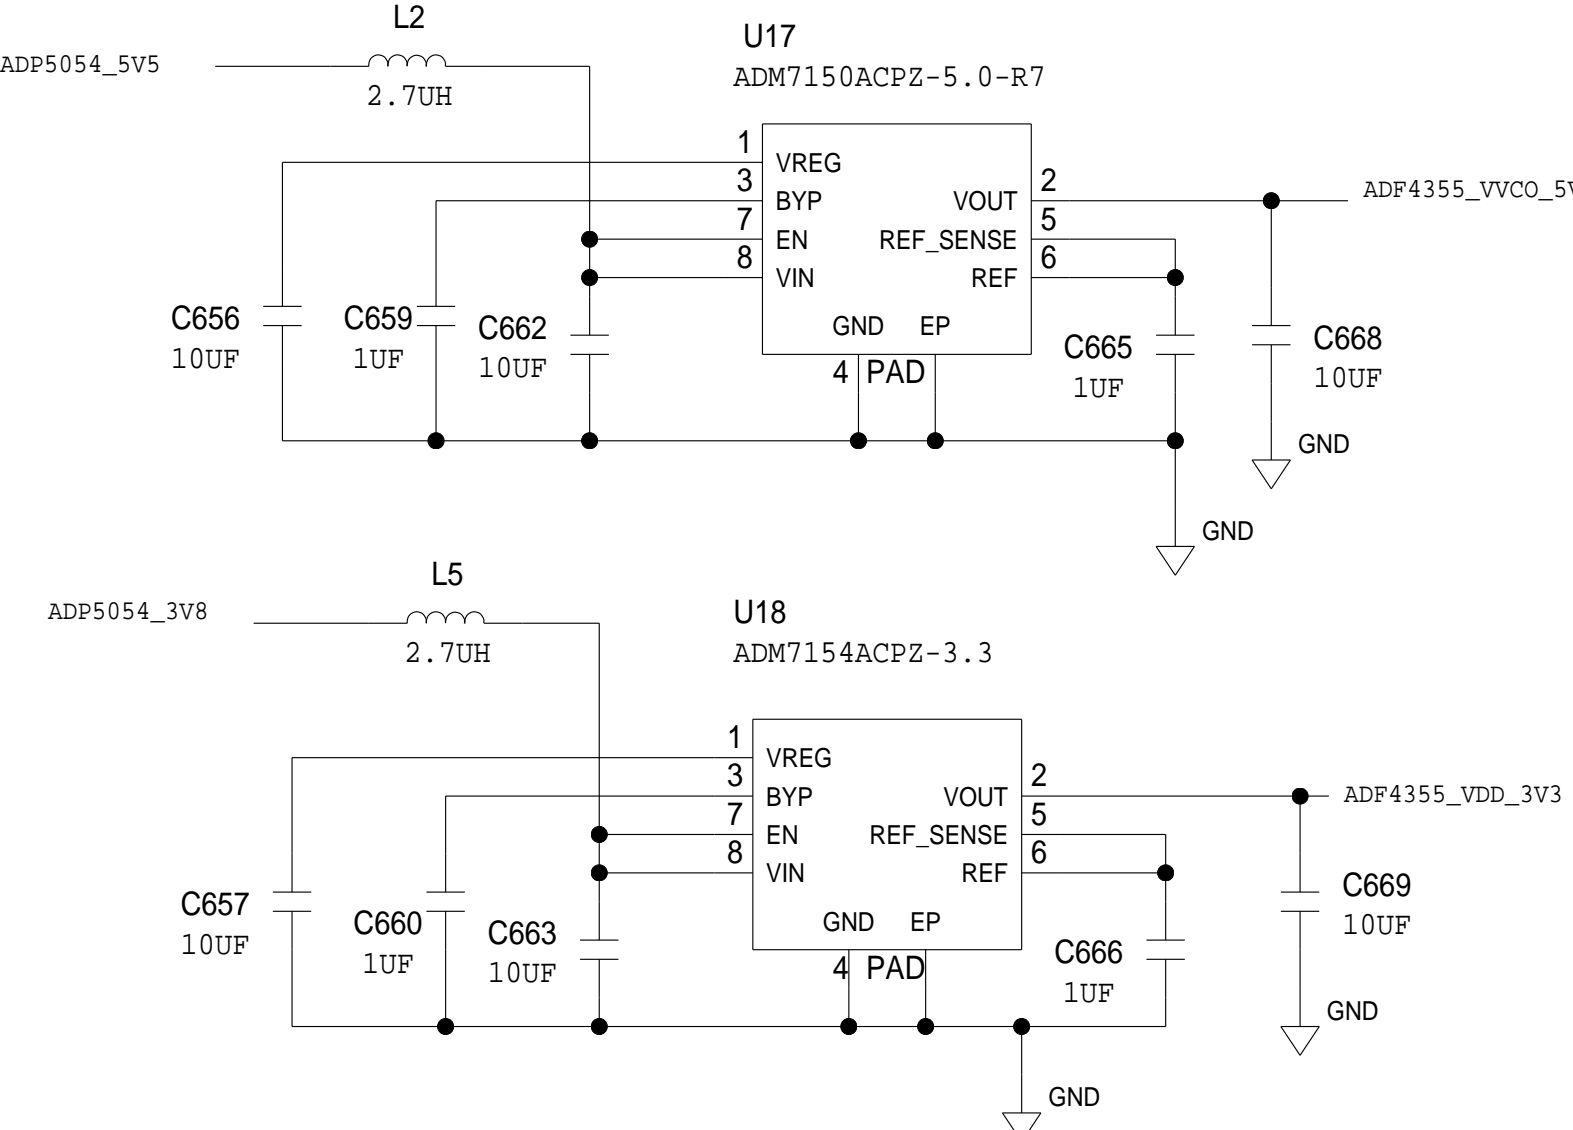 L2
ADP5054_5V5
2.7UH
U17
ADM7150ACPZ-5.0-R7
1
VREG
3
BYP
7
EN
8
VIN
VOUT
2
REF_SENSE
5
REF
6
GND EP
4 PAD
ADF4355_VVCO_5V
C656
10UF
C659
1UF
C662
10UF
C665
1UF
C668
10UF
GND
GND
L5
ADP5054_3V8
2.7UH
U18
ADM7154ACPZ-3.3
1
VREG
3
BYP
7
EN
8
VIN
VOUT
2
REF_SENSE
5
REF
6
GND EP
4 PAD
ADF4355_VDD_3V3
C657
10UF
C660
1UF
C663
10UF
C666
1UF
C669
10UF
GND
GND